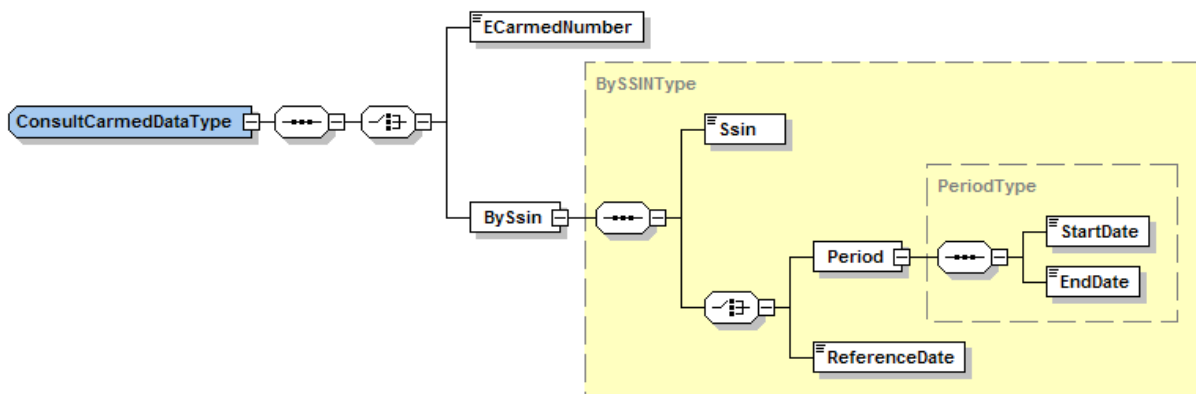 ECarmedNumber
BySSINType
ConsultCarmedDataType
Ssin
PeriodType
BySsin
StartDate
Period
EndDate
ReferenceDate